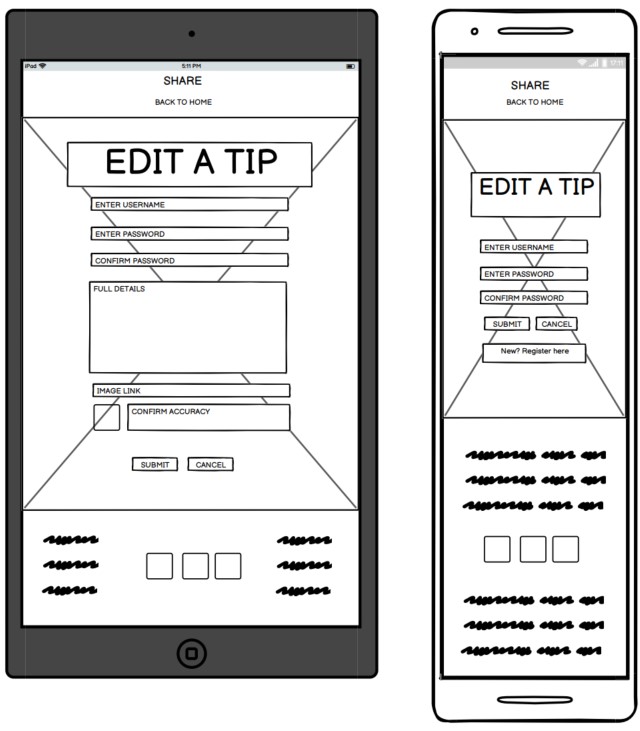 iPad 5:11 PM
SHARE
BACK TO HOME
EDIT A TIP
ENTER USERNAME
ENTER PASSWORD
CONFIRM PASSWORD
FULL DETAILS
IMAGE LINK
CONFIRM ACCURACY
SUBMIT CANCEL
SHARE
BACK TO HOME
EDIT A TIP
ENTER USERNAME
ENTER PASSWORD
CONFIRM PASSWORD
SUBMIT CANCEL
New? Register here